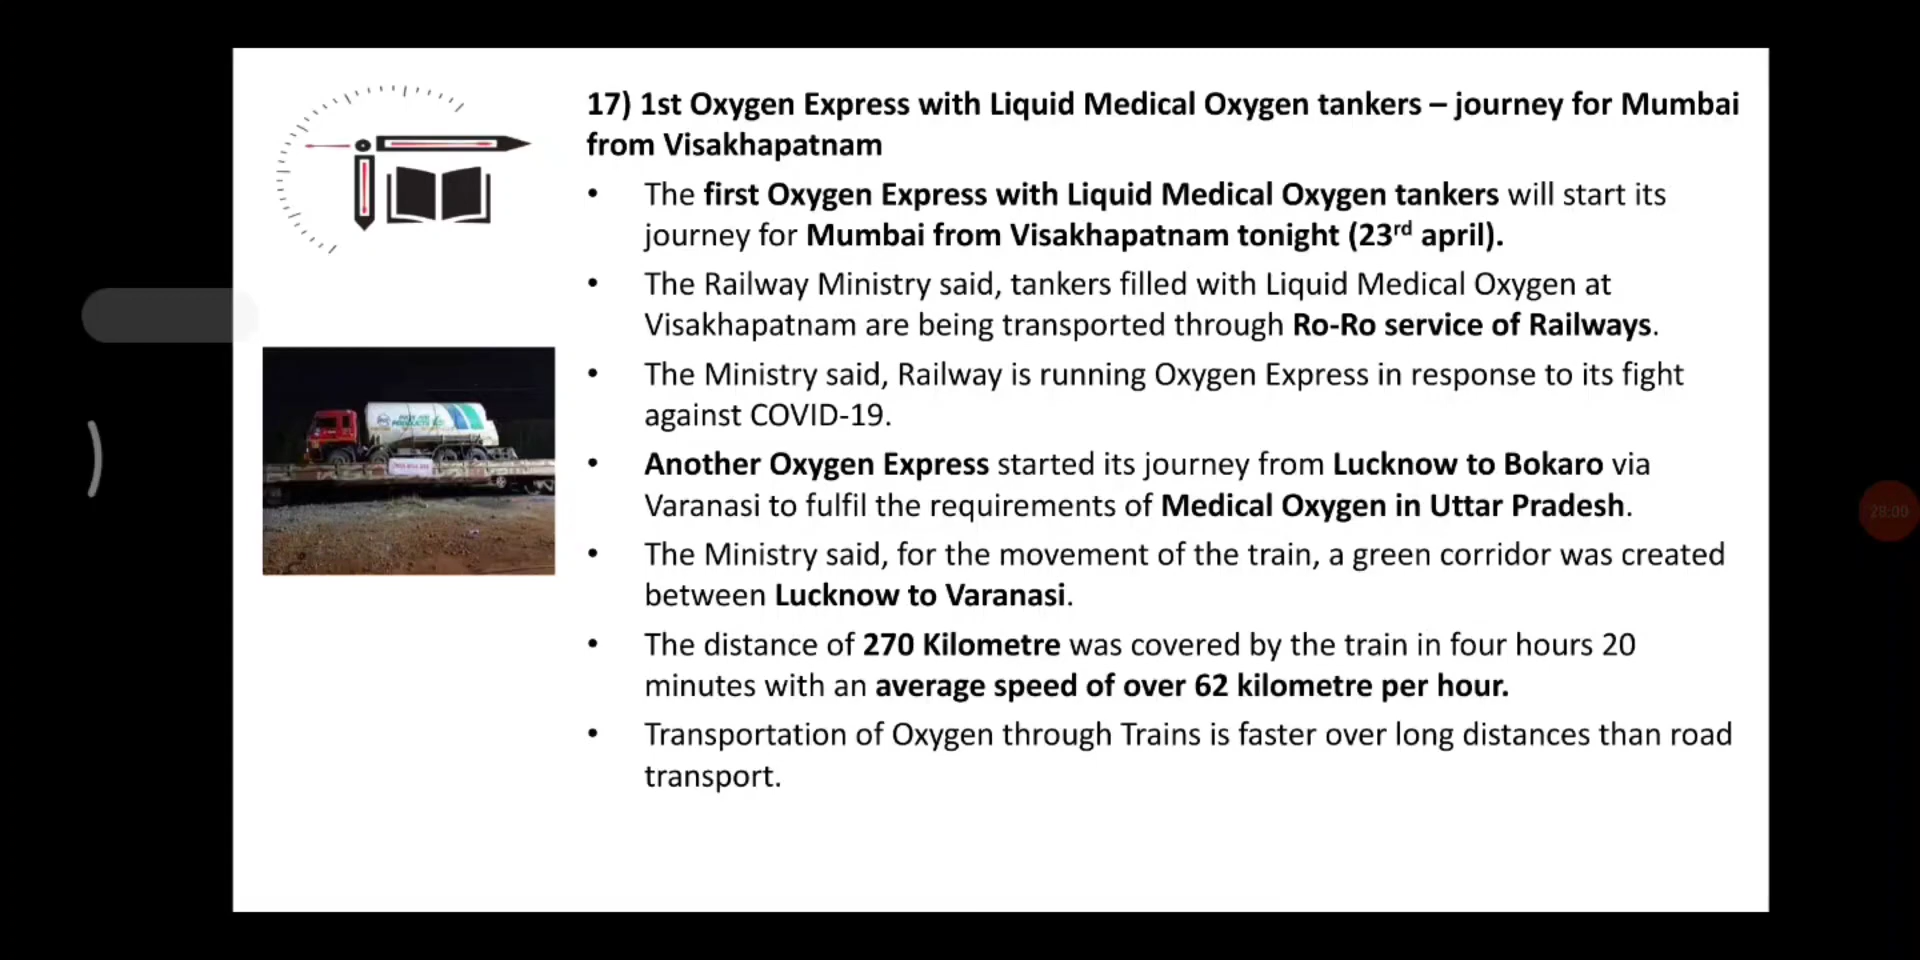 17) 1st Oxygen Express with Liquid Medical Oxygen tankers – journey for Mumbai
from Visakhapatnam
• The first Oxygen Express with Liquid Medical Oxygen tankers will start its
journey for Mumbai from Visakhapatnam tonight (23rd april).
• The Railway Ministry said, tankers filled with Liquid Medical Oxygen at
Visakhapatnam are being transported through Ro-Ro service of Railways.
• The Ministry said, Railway is running Oxygen Express in response to its fight
against COVID-19.
• Another Oxygen Express started its journey from Lucknow to Bokaro via
Varanasi to fulfil the requirements of Medical Oxygen in Uttar Pradesh.
• The Ministry said, for the movement of the train, a green corridor was created
between Lucknow to Varanasi.
• The distance of 270 Kilometre was covered by the train in four hours 20
minutes with an average speed of over 62 kilometre per hour.
• Transportation of Oxygen through Trains is faster over long distances than road
transport.
28:00